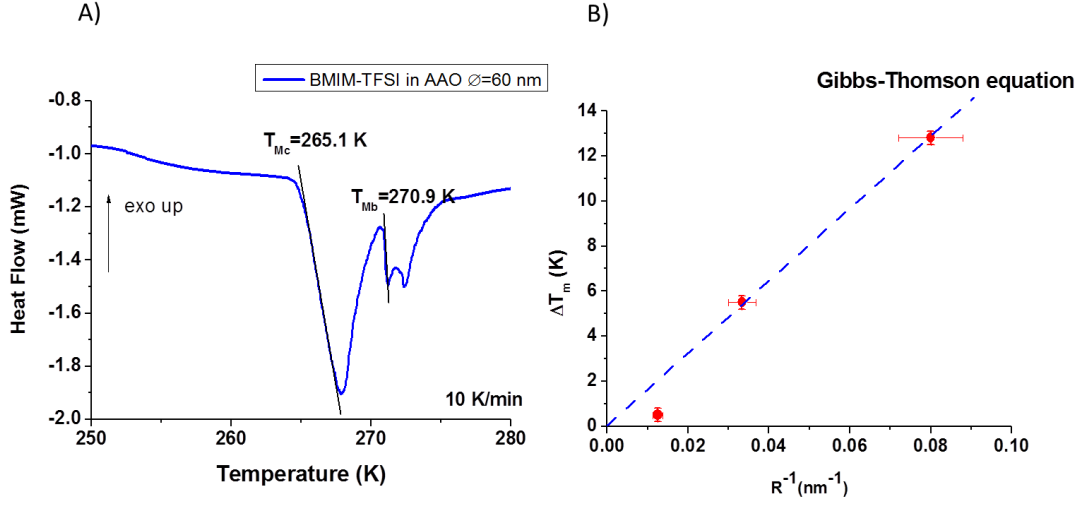 A)
BMIM-TFSI in AAO ∅=60 nm
-0.8
-1.0
-1.2
-1.4
-1.6
-1.8
-2.0
Heat Flow (mW)
exo up
T_Mc=265.1 K
T_Mb=270.9 K
10 K/min
250
260
270
280
Temperature (K)
B)
Gibbs-Thomson equation
14
12
10
8
6
4
2
0
ΔT_m (K)
0.00
0.02
0.04
0.06
0.08
0.10
R⁻¹(nm⁻¹)